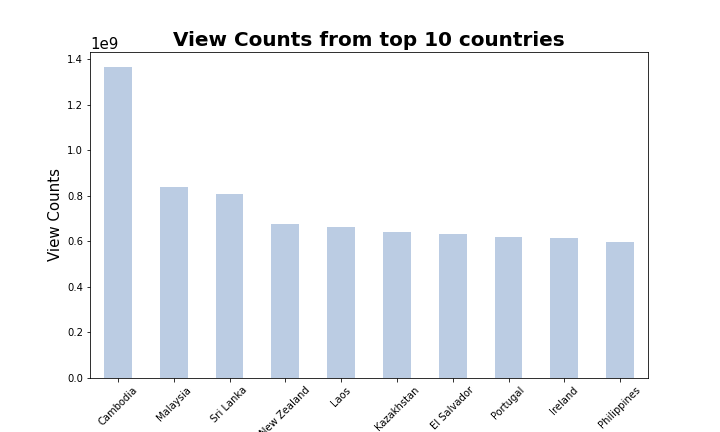 View Counts from top 10 countries
1e9
1.4
1.2
1.0
0.8
0.6
0.4
0.2
0.0
View Counts
Cambodia
Malaysia
Sri Lanka
New Zealand
Laos
Kazakhstan
El Salvador
Portugal
Ireland
Philippines